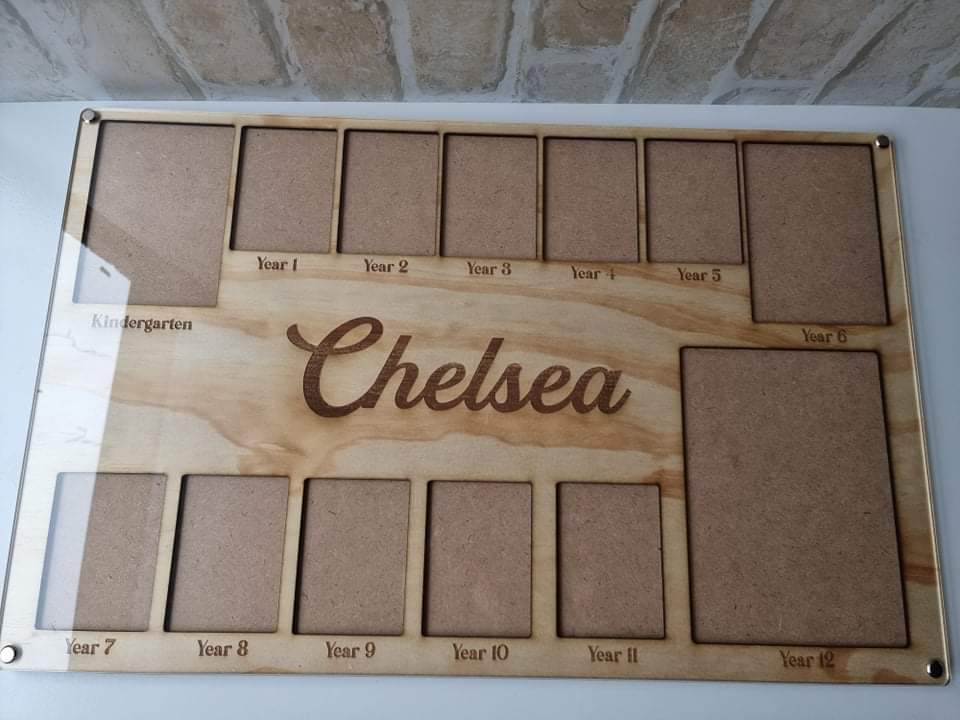 Year 1
Year 2
Year 3
Year 4
Year 5
Kindergarten
Year 6
Chelsea
Year 7
Year 8
Year 9
Year 10
Year 11
Year 12